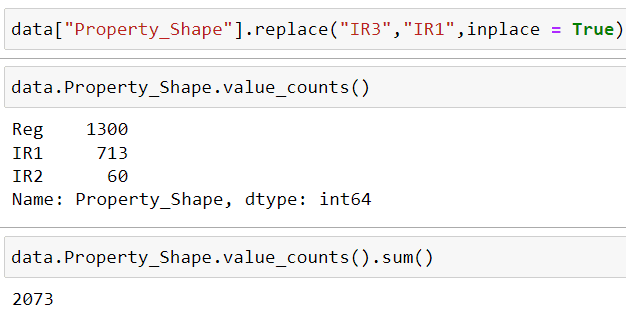 data["Property_Shape"].replace("IR3","IR1",inplace = True)
data.Property_Shape.value_counts()
Reg    1300
IR1     713
IR2      60
Name: Property_Shape, dtype: int64
data.Property_Shape.value_counts().sum()
2073